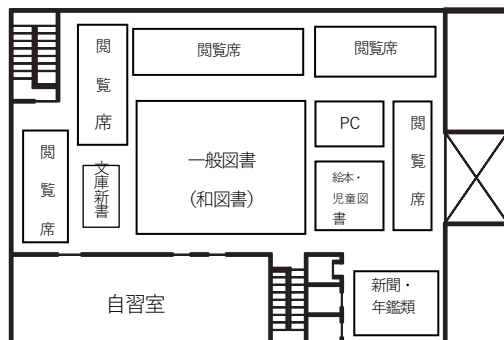 閲覧席
閲覧席
閲覧席
閲覧席
文庫新書
一般図書
(和図書)
PC
絵本・
児童図
書
閲覧席
自習室
新聞・
年鑑類